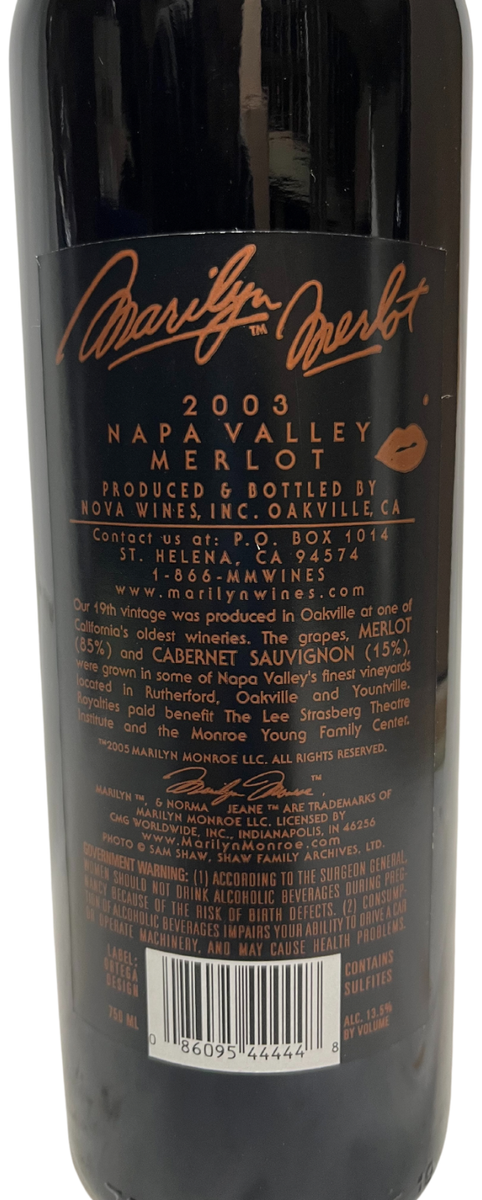 Marilyn™ Merlot
2003
NAPA VALLEY
MERLOT
PRODUCED & BOTTLED BY
NOVA WINES, INC. OAKVILLE, CA
Contact us at: P.O. BOX 1014
ST. HELENA, CA 94574
1-866-MMWINES
www.marilynwines.com
Our 19th vintage was produced in Oakville at one of
California's oldest wineries. The grapes, MERLOT
(85%) and CABERNET SAUVIGNON (15%),
were grown in some of Napa Valley's finest vineyards
located in Rutherford, Oakville and Yountville.
Royalties paid benefit The Lee Strasberg Theatre
Institute and the Monroe Young Family Center.
™2005 MARILYN MONROE LLC. ALL RIGHTS RESERVED.
Marilyn Monroe™
MARILYN™, & NORMA JEANE™ ARE TRADEMARKS OF
MARILYN MONROE LLC. LICENSED BY
CMG WORLDWIDE, INC., INDIANAPOLIS, IN 46256
www.MarilynMonroe.com
PHOTO © SAM SHAW, SHAW FAMILY ARCHIVES, LTD.
GOVERNMENT WARNING: (1) ACCORDING TO THE SURGEON GENERAL,
WOMEN SHOULD NOT DRINK ALCOHOLIC BEVERAGES DURING PREG-
NANCY BECAUSE OF THE RISK OF BIRTH DEFECTS. (2) CONSUMP-
TION OF ALCOHOLIC BEVERAGES IMPAIRS YOUR ABILITY TO DRIVE A CAR
OR OPERATE MACHINERY, AND MAY CAUSE HEALTH PROBLEMS.
LABEL:
ORTEGA
DESIGN
750 ML
CONTAINS
SULFITES
ALC. 13.5%
BY VOLUME
0 86095 44444 8